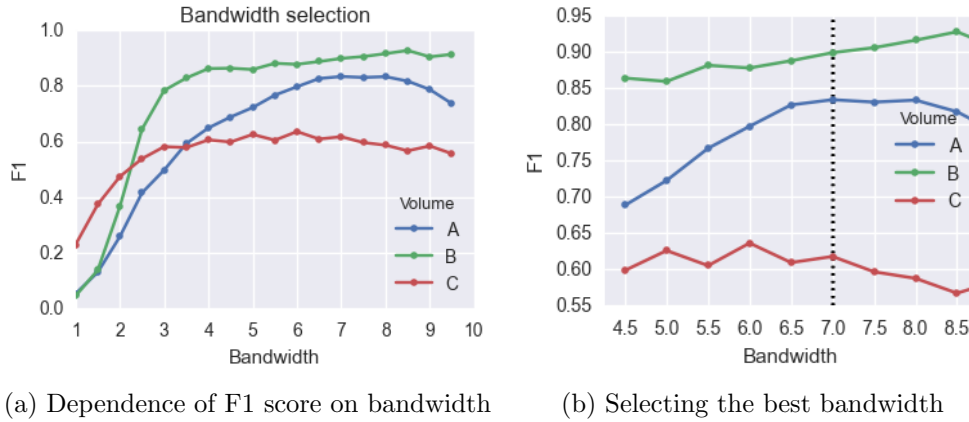 Bandwidth selection
1.0
0.8
0.6
0.4
0.2
0.0
F1
Volume
A
B
C
1 2 3 4 5 6 7 8 9 10
Bandwidth
(a) Dependence of F1 score on bandwidth
0.95
0.90
0.85
0.80
0.75
0.70
0.65
0.60
0.55
F1
Volume
A
B
C
4.5 5.0 5.5 6.0 6.5 7.0 7.5 8.0 8.5
Bandwidth
(b) Selecting the best bandwidth